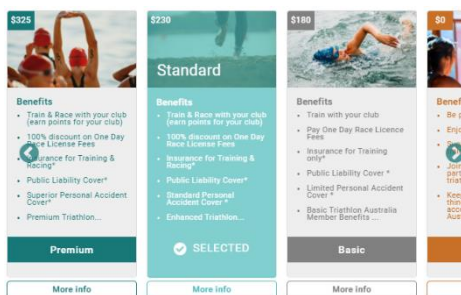 $325
Benefits
Train & Race with your club
(earn points for your club)
100% discount on One Day
Race License Fees
Insurance for Training &
Racing*
Public Liability Cover*
Superior Personal Accident
Cover*
Premium Triathlon...
Premium
More info
$230
Standard
Benefits
Train & Race with your club
(earn points for your club)
100% discount on One Day
Race License Fees
Insurance for Training &
Racing*
Public Liability Cover*
Standard Personal
Accident Cover *
Enhanced Triathlon...
SELECTED
More info
$180
Benefits
Train with your club
Pay One Day Race Licence
Fees
Insurance for Training
only*
Public Liability Cover *
Limited Personal Accident
Cover *
Basic Triathlon Australia
Member Benefits ....
Basic
More info
$0